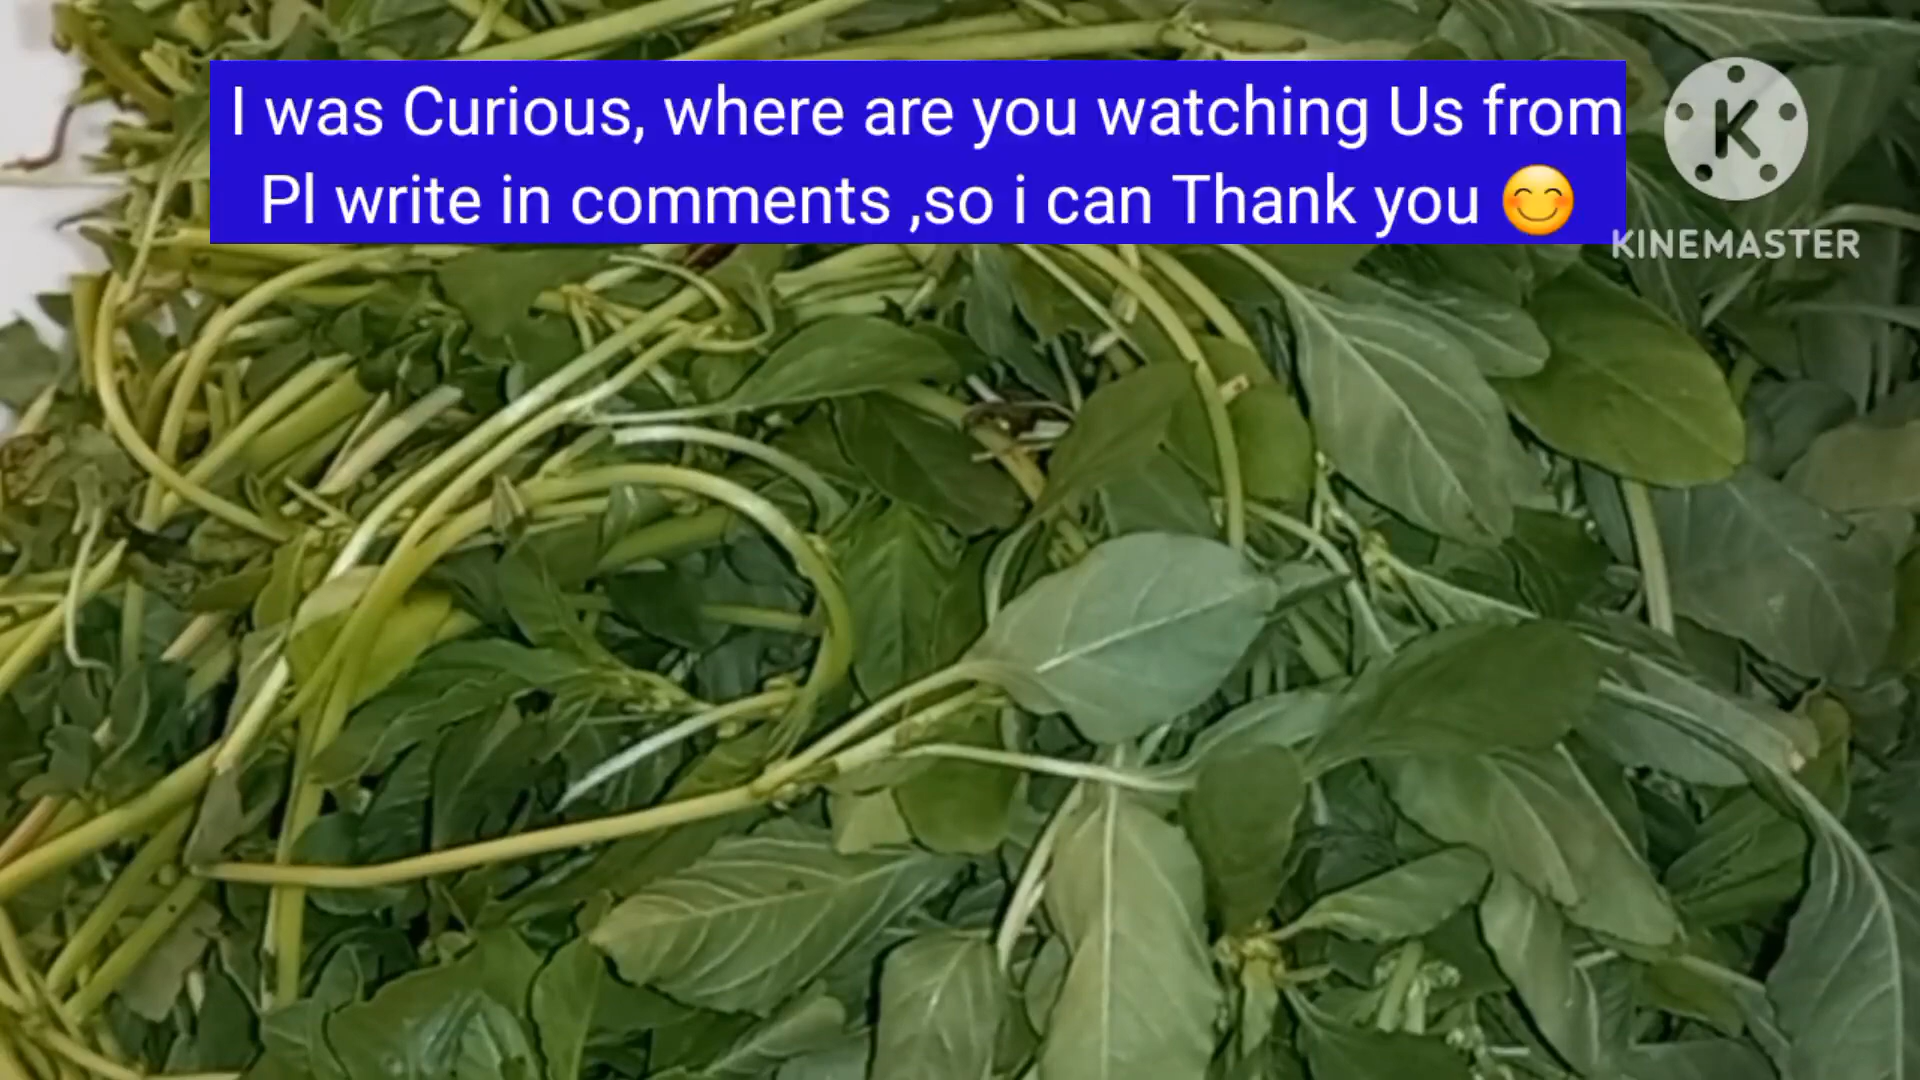 I was Curious, where are you watching Us from
Pl write in comments ,so i can Thank you 😊
K
KINEMASTER